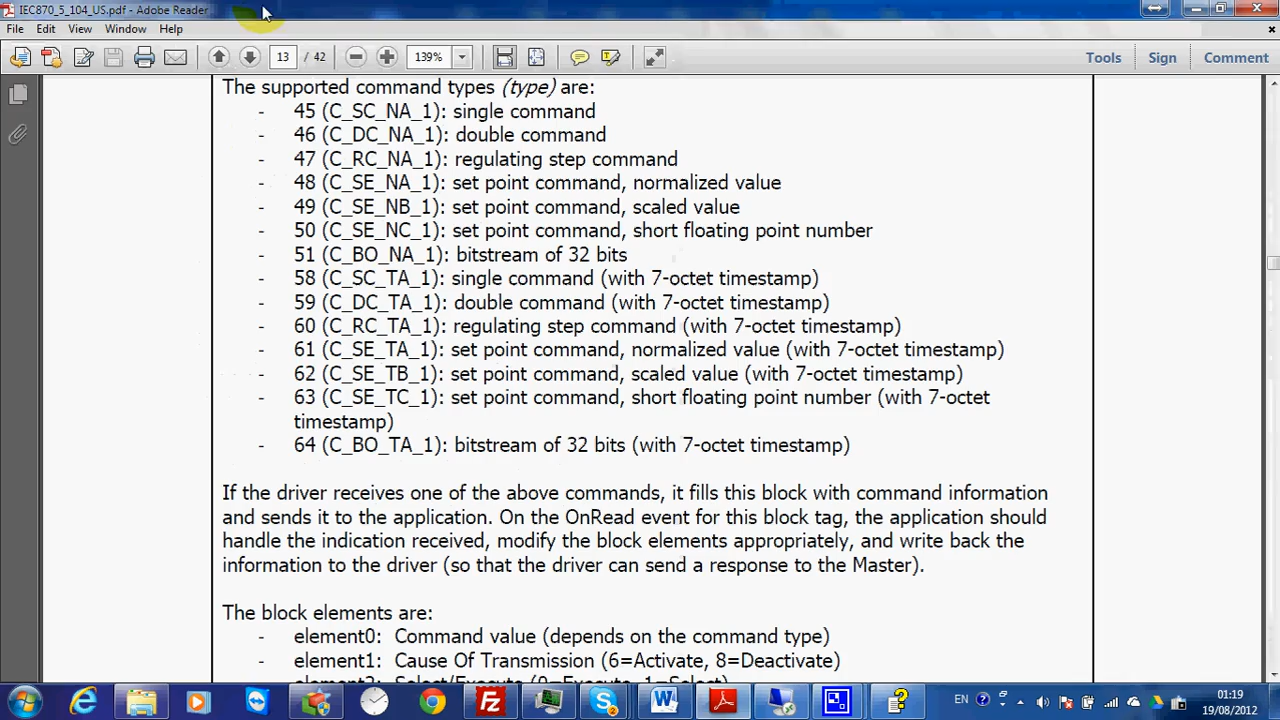 IEC870_5_104_US.pdf - Adobe Reader
File Edit View Window Help
13 / 42 139% Tools Sign Comment
The supported command types (type) are:
- 45 (C_SC_NA_1): single command
- 46 (C_DC_NA_1): double command
- 47 (C_RC_NA_1): regulating step command
- 48 (C_SE_NA_1): set point command, normalized value
- 49 (C_SE_NB_1): set point command, scaled value
- 50 (C_SE_NC_1): set point command, short floating point number
- 51 (C_BO_NA_1): bitstream of 32 bits
- 58 (C_SC_TA_1): single command (with 7-octet timestamp)
- 59 (C_DC_TA_1): double command (with 7-octet timestamp)
- 60 (C_RC_TA_1): regulating step command (with 7-octet timestamp)
- 61 (C_SE_TA_1): set point command, normalized value (with 7-octet timestamp)
- 62 (C_SE_TB_1): set point command, scaled value (with 7-octet timestamp)
- 63 (C_SE_TC_1): set point command, short floating point number (with 7-octet
timestamp)
- 64 (C_BO_TA_1): bitstream of 32 bits (with 7-octet timestamp)
If the driver receives one of the above commands, it fills this block with command information
and sends it to the application. On the OnRead event for this block tag, the application should
handle the indication received, modify the block elements appropriately, and write back the
information to the driver (so that the driver can send a response to the Master).
The block elements are:
- element0: Command value (depends on the command type)
- element1: Cause Of Transmission (6=Activate, 8=Deactivate)
- element2: Select/Execute (0=Execute, 1=Select)
EN 01:19
19/08/2012